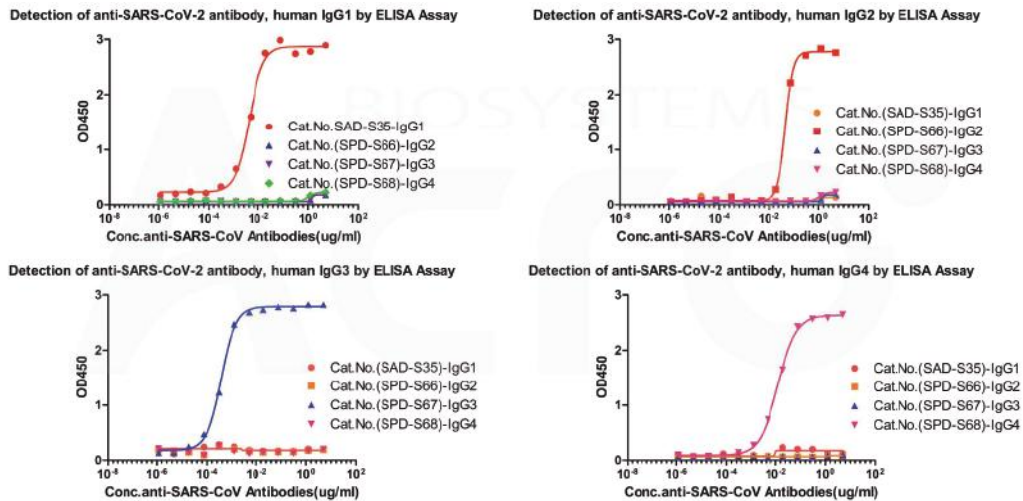 Detection of anti-SARS-CoV-2 antibody, human IgG1 by ELISA Assay
3
2
1
0
OD450
Cat.No.SAD-S35-IgG1
Cat.No.(SPD-S66)-IgG2
Cat.No.(SPD-S67)-IgG3
Cat.No.(SPD-S68)-IgG4
10-8 10-6 10-4 10-2 100 102
Conc.anti-SARS-CoV Antibodies(ug/ml)
Detection of anti-SARS-CoV-2 antibody, human IgG2 by ELISA Assay
3
2
1
0
OD450
Cat.No.(SAD-S35)-IgG1
Cat.No.(SPD-S66)-IgG2
Cat.No.(SPD-S67)-IgG3
Cat.No.(SPD-S68)-IgG4
10-8 10-6 10-4 10-2 100 102
Conc.anti-SARS-CoV Antibodies(ug/ml)
BIOSYSTEMS
Acro
Detection of anti-SARS-CoV-2 antibody, human IgG3 by ELISA Assay
3
2
1
0
OD450
Cat.No.(SAD-S35)-IgG1
Cat.No.(SPD-S66)-IgG2
Cat.No.(SPD-S67)-IgG3
Cat.No.(SPD-S68)-IgG4
10-8 10-6 10-4 10-2 100 102
Conc.anti-SARS-CoV Antibodies(ug/ml)
Detection of anti-SARS-CoV-2 antibody, human IgG4 by ELISA Assay
3
2
1
0
OD450
Cat.No.(SAD-S35)-IgG1
Cat.No.(SPD-S66)-IgG2
Cat.No.(SPD-S67)-IgG3
Cat.No.(SPD-S68)-IgG4
10-8 10-6 10-4 10-2 100 102
Conc.anti-SARS-CoV Antibodies(ug/ml)